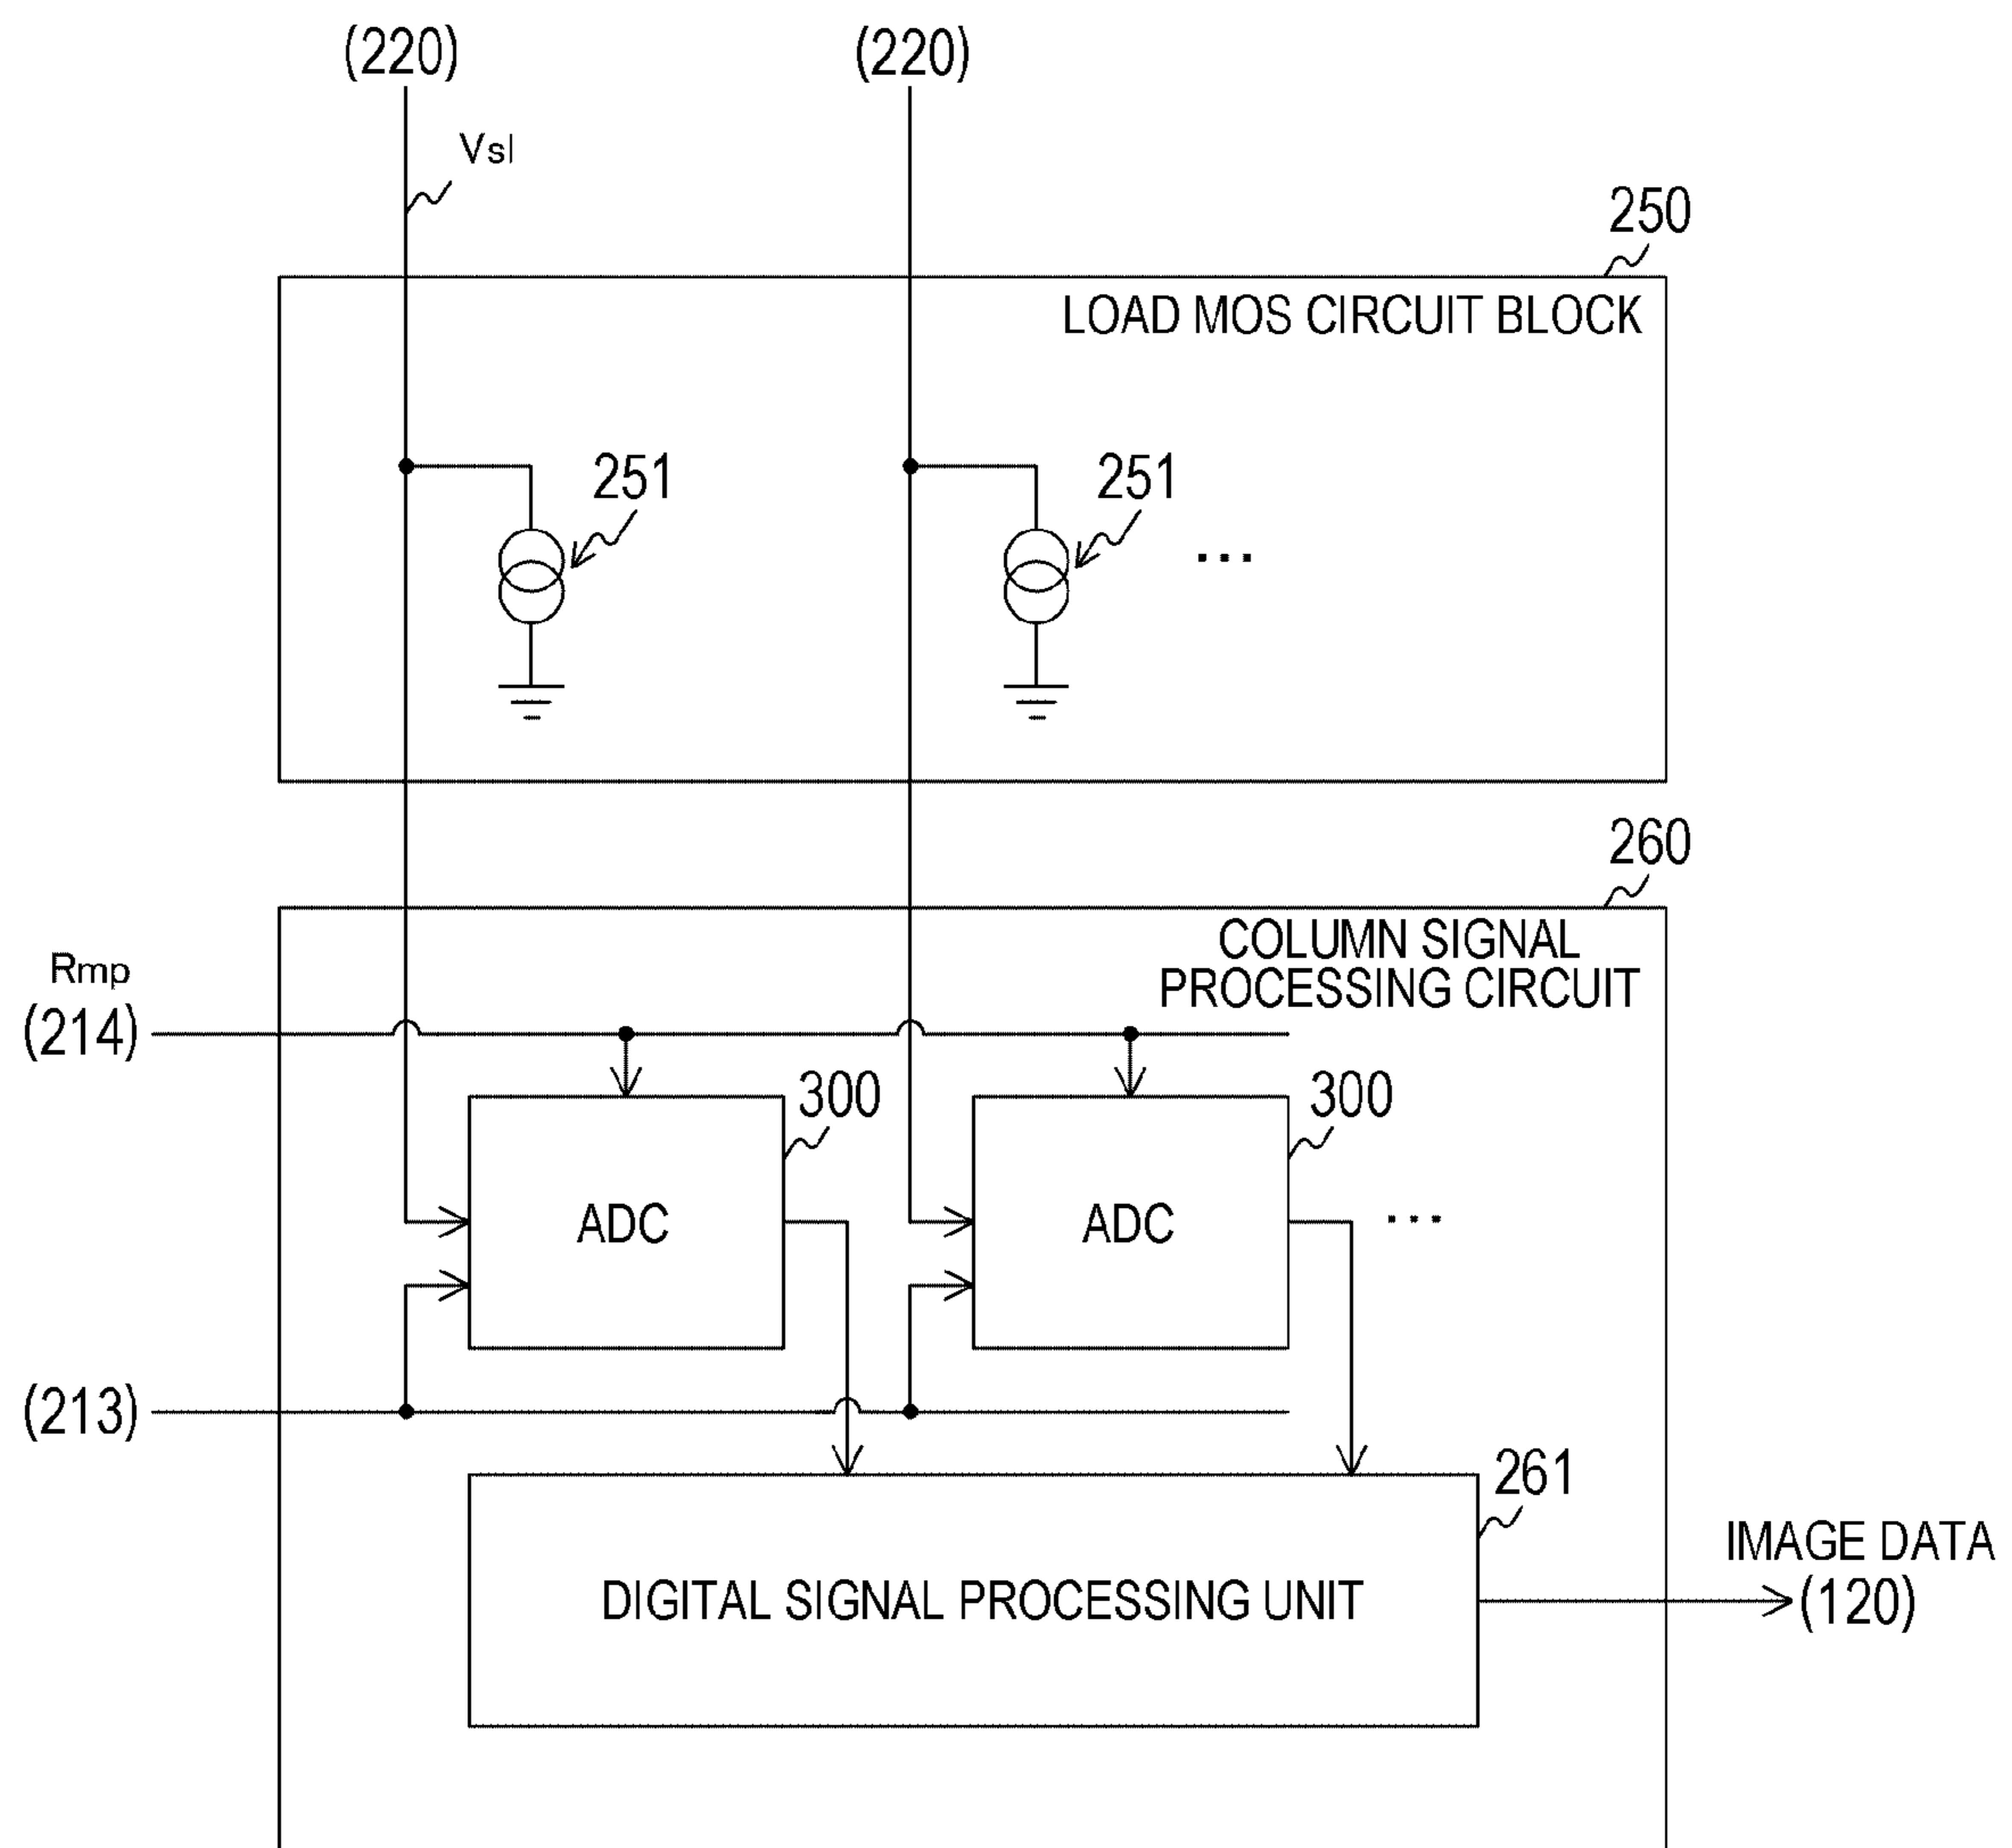 (220) (220)
Vsl
250
LOAD MOS CIRCUIT BLOCK
251 251
...
260
COLUMN SIGNAL
PROCESSING CIRCUIT
Rmp
(214)
300 300
ADC ADC
...
(213)
261
DIGITAL SIGNAL PROCESSING UNIT
IMAGE DATA
(120)